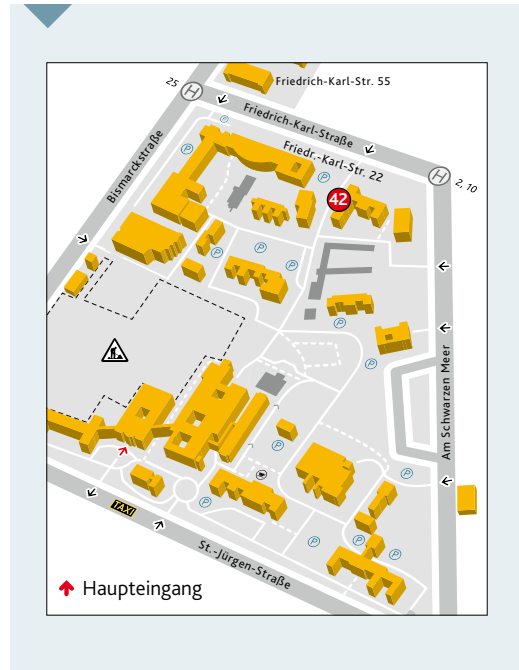 Friedrich-Karl-Str. 55
25
H
Friedrich-Karl-Straße
Friedr.-Karl-Str. 22
H
2, 10
Bismarckstraße
42
P
P
P
P
P
P
P
P
P
P
P
P
P
Am Schwarzen Meer
TAXI
St.-Jürgen-Straße
Haupteingang